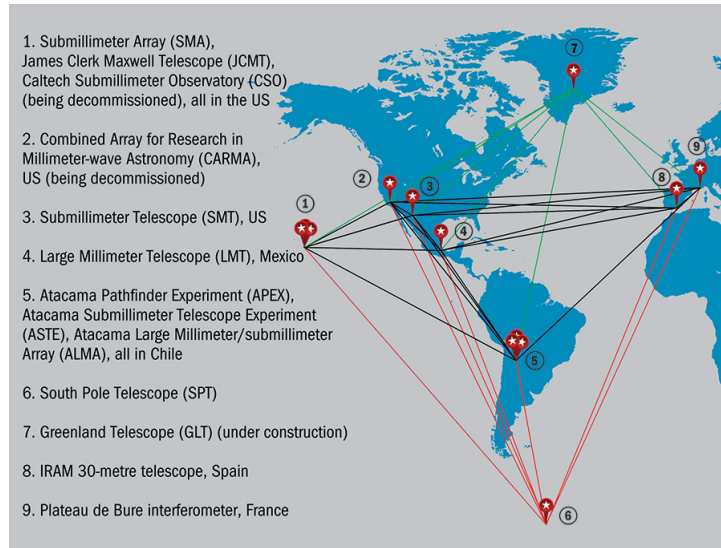 1. Submillimeter Array (SMA),
James Clerk Maxwell Telescope (JCMT),
Caltech Submillimeter Observatory (CSO)
(being decommissioned), all in the US
2. Combined Array for Research in
Millimeter-wave Astronomy (CARMA),
US (being decommissioned)
3. Submillimeter Telescope (SMT), US
4. Large Millimeter Telescope (LMT), Mexico
5. Atacama Pathfinder Experiment (APEX),
Atacama Submillimeter Telescope Experiment
(ASTE), Atacama Large Millimeter/submillimeter
Array (ALMA), all in Chile
6. South Pole Telescope (SPT)
7. Greenland Telescope (GLT) (under construction)
8. IRAM 30-metre telescope, Spain
9. Plateau de Bure interferometer, France
7
9
8
2
3
1
4
5
6